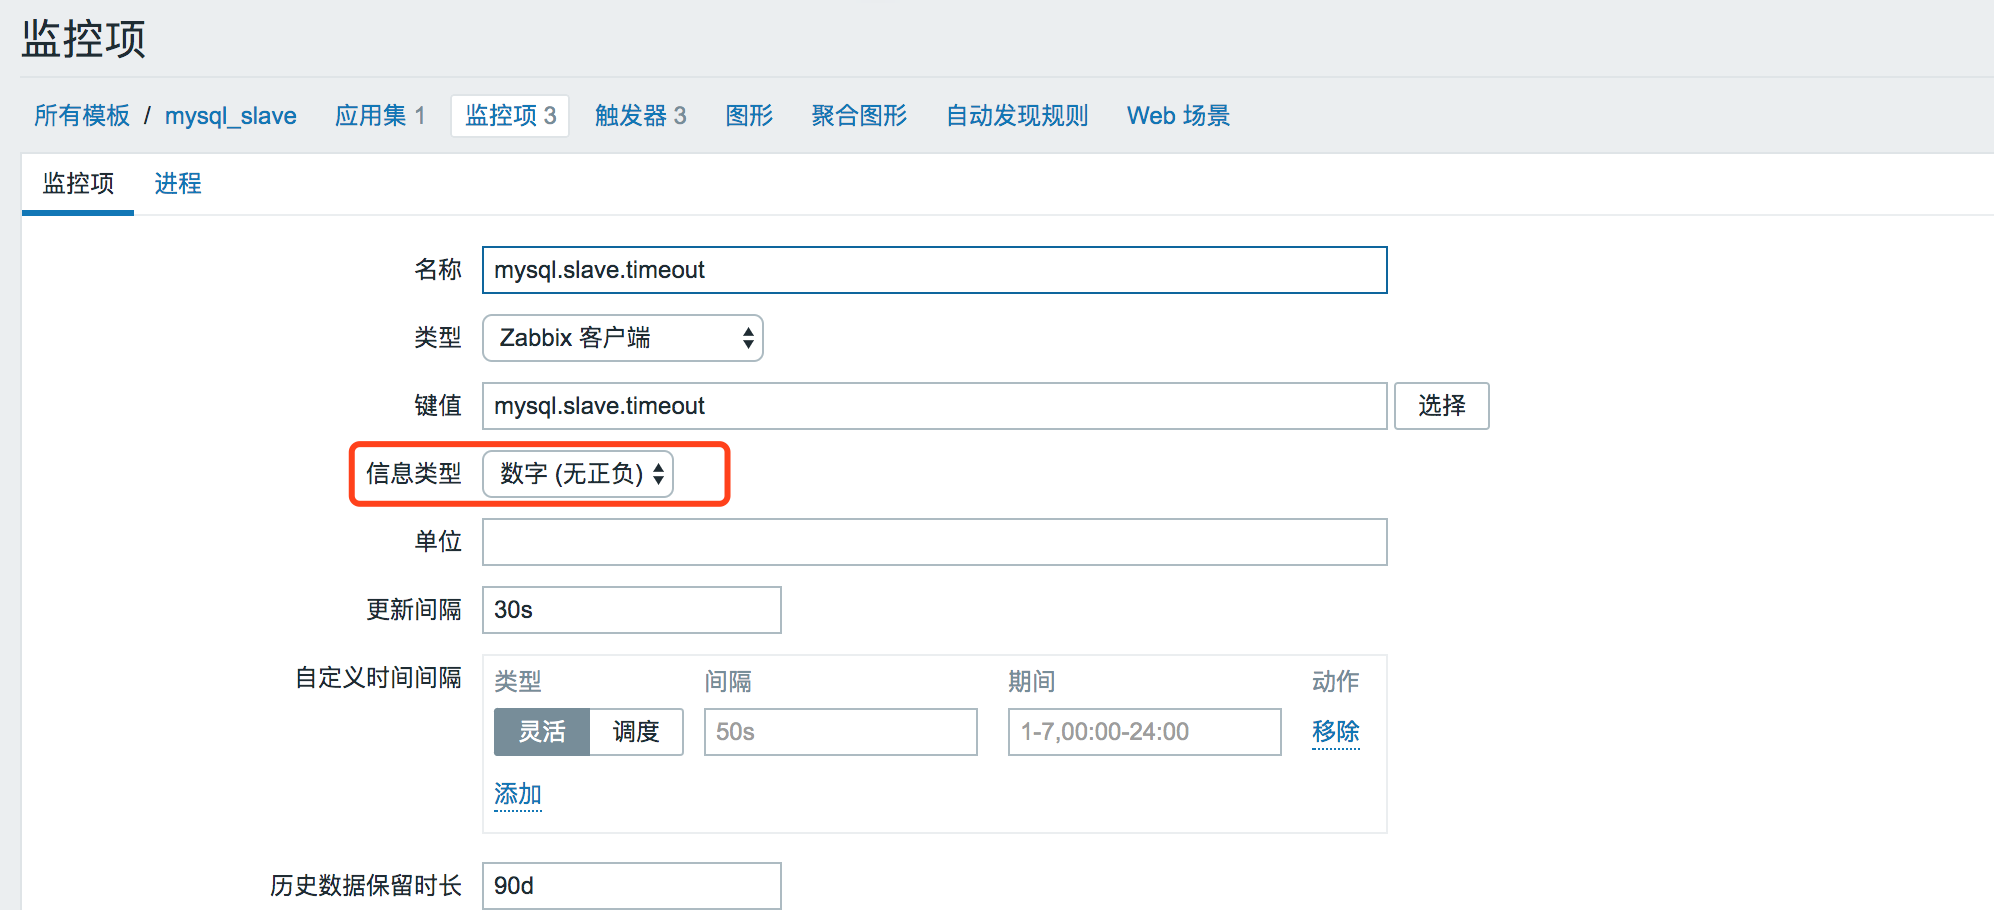 监控项
所有模板 / mysql_slave 应用集 1 监控项 3 触发器 3 图形 聚合图形 自动发现规则 Web 场景
监控项 进程
名称 mysql.slave.timeout
类型 Zabbix 客户端
键值 mysql.slave.timeout 选择
信息类型 数字 (无正负)
单位
更新间隔 30s
自定义时间间隔 类型 间隔 期间 动作
灵活 调度 50s 1-7,00:00-24:00 移除
添加
历史数据保留时长 90d